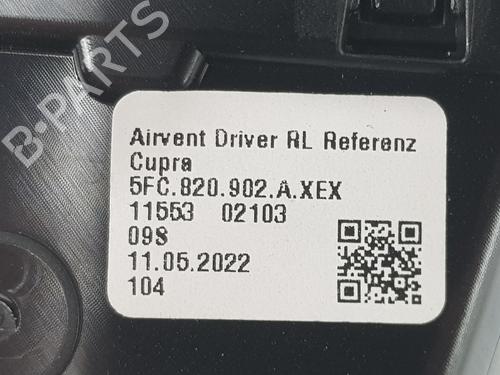 B-PARTS
Airvent Driver RL Referenz
Cupra
5FC.820.902.A.XEX
11553 02103
098
11.05.2022
104